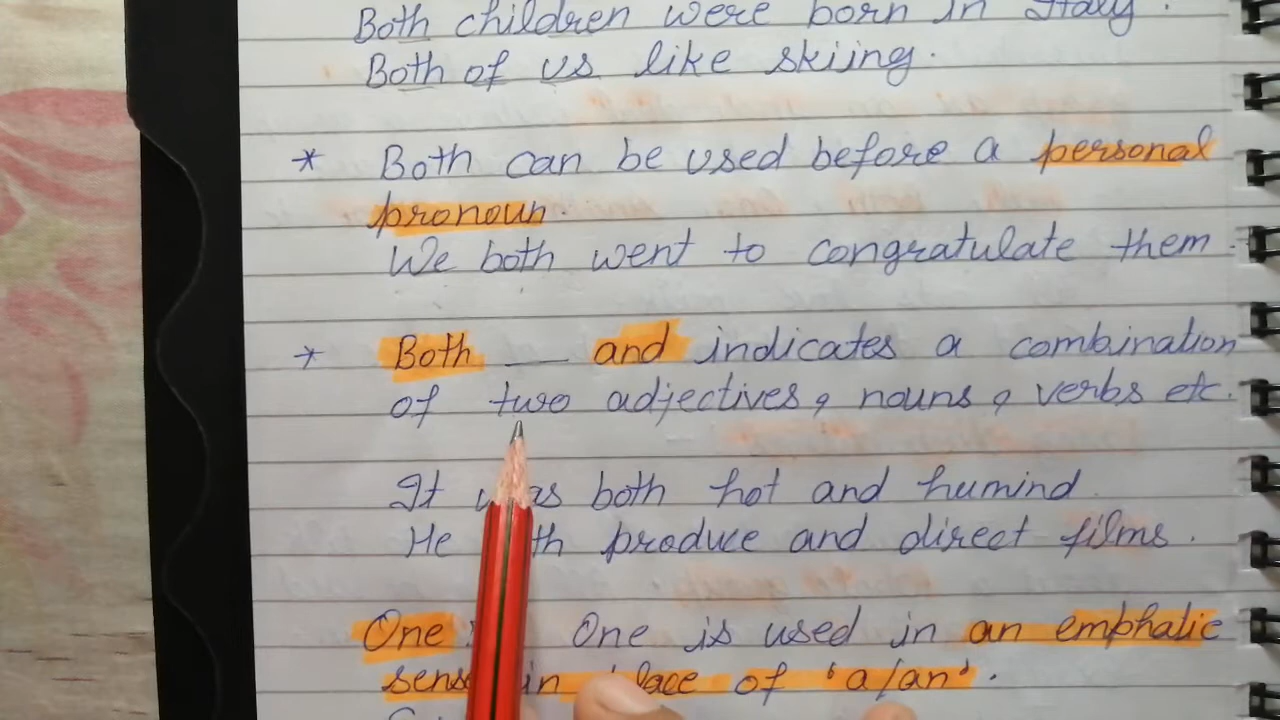 Both children were born in Italy.
Both of us like skiing.
* Both can be used before a personal
pronoun.
We both went to congratulate them.
* Both __ and indicates a combination
of two adjectives, nouns, verbs etc.
It was both hot and humind.
He both produce and direct films.
One: One is used in an emphatic
sense in place of 'a/an'.